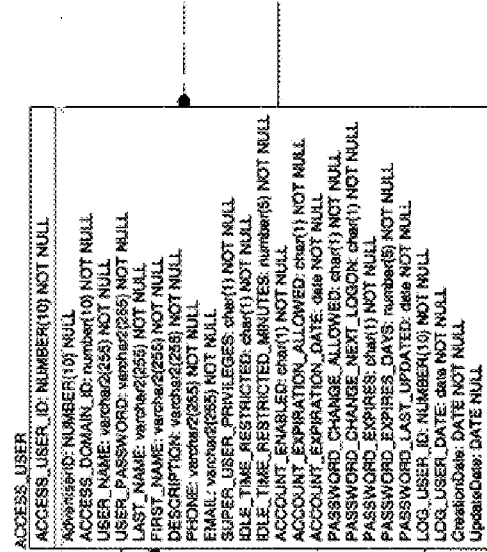 ACCESS_USER
ACCESS_USER_ID: NUMBER(10) NOT NULL
AdvertiserID: NUMBER(10) NULL
ACCESS_DOMAIN_ID: number(10) NOT NULL
USER_NAME: varchar2(255) NOT NULL
USER_PASSWORD: varchar2(255) NOT NULL
LAST_NAME: varchar2(255) NOT NULL
FIRST_NAME: varchar2(255) NOT NULL
DESCRIPTION: varchar2(255) NOT NULL
PHONE: varchar2(255) NOT NULL
EMAIL: varchar2(255) NOT NULL
SUPER_USER_PRIVILEGES: char(1) NOT NULL
IDLE_TIME_RESTRICTED: char(1) NOT NULL
IDLE_TIME_RESTRICTED_MINUTES: number(5) NOT NULL
ACCOUNT_ENABLED: char(1) NOT NULL
ACCOUNT_EXPIRATION_ALLOWED: char(1) NOT NULL
ACCOUNT_EXPIRATION_DATE: date NOT NULL
PASSWORD_CHANGE_ALLOWED: char(1) NOT NULL
PASSWORD_CHANGE_NEXT_LOGON: char(1) NOT NULL
PASSWORD_EXPIRES: char(1) NOT NULL
PASSWORD_EXPIRES_DAYS: number(5) NOT NULL
PASSWORD_LAST_UPDATED: date NOT NULL
LOG_USER_ID: NUMBER(10) NOT NULL
LOG_USER_DATE: date NOT NULL
CreationDate: DATE NOT NULL
UpdateDate: DATE NULL